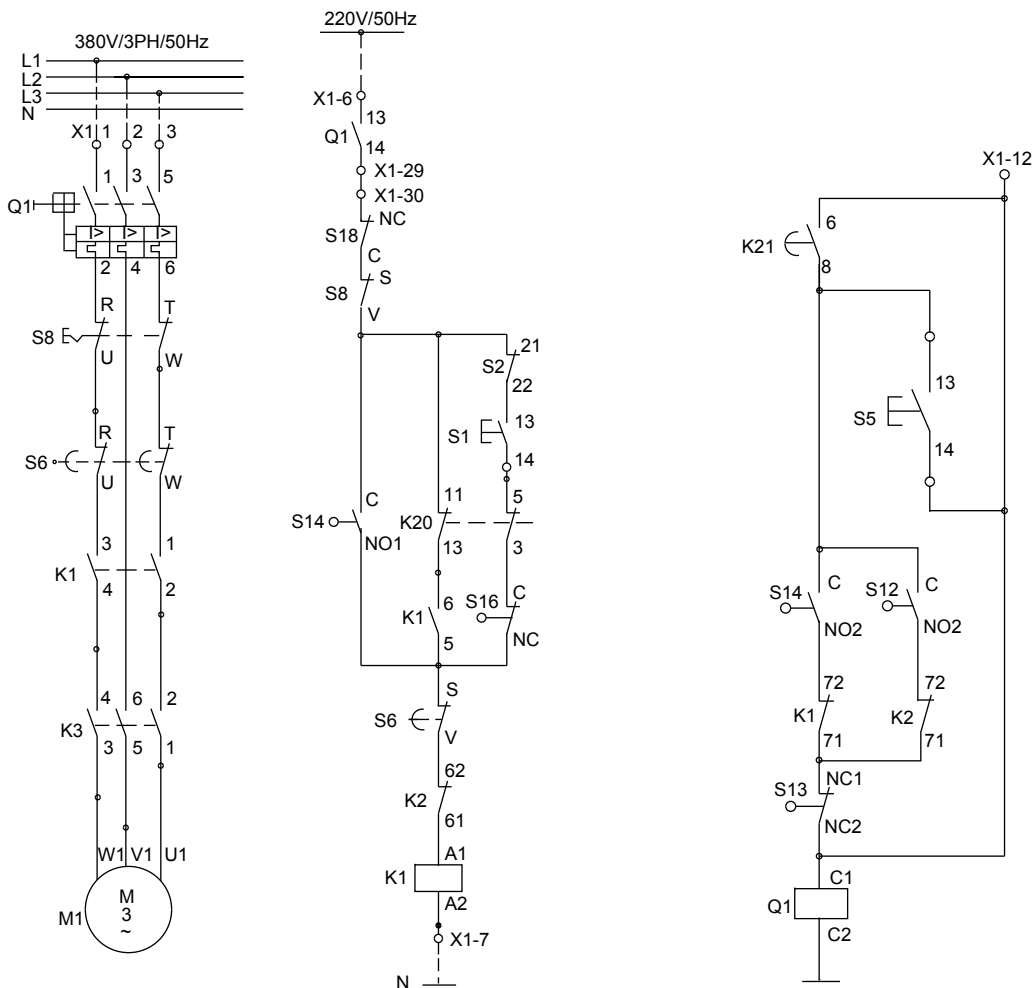 380V/3PH/50Hz
L1
L2
L3
N
X1 1 2 3
1 3 5
Q1
I> I> I>
2 4 6
R T
S8
U W
R T
S6
U W
3 1
K1
4 2
4 6 2
K3
3 5 1
W1 V1 U1
M1
M
3
~
220V/50Hz
X1-6
13
Q1
14
X1-29
X1-30
NC
S18
C
S
S8
V
21
S2
22
13
S1
14
C
S14
NO1
11 5
K20
13 3
6
K1
5
C
S16
NC
S
S6
V
62
K2
61
A1
K1
A2
X1-7
N
X1-12
6
K21
8
13
S5
14
C C
S14 S12
NO2 NO2
72 72
K1 K2
71 71
NC1
S13
NC2
C1
Q1
C2